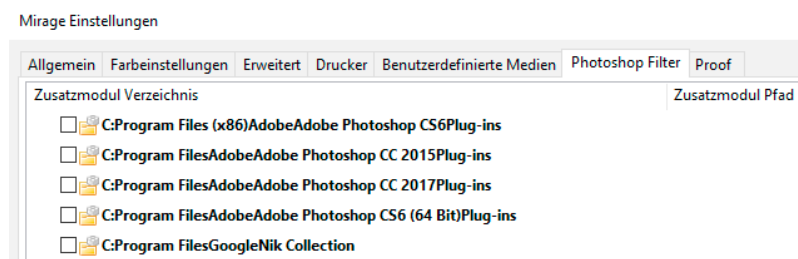 Mirage Einstellungen
Allgemein Farbeinstellungen Erweitert Drucker Benutzerdefinierte Medien Photoshop Filter Proof
Zusatzmodul Verzeichnis Zusatzmodul Pfad
C:Program Files (x86)AdobeAdobe Photoshop CS6Plug-ins
C:Program FilesAdobeAdobe Photoshop CC 2015Plug-ins
C:Program FilesAdobeAdobe Photoshop CC 2017Plug-ins
C:Program FilesAdobeAdobe Photoshop CS6 (64 Bit)Plug-ins
C:Program FilesGoogleNik Collection